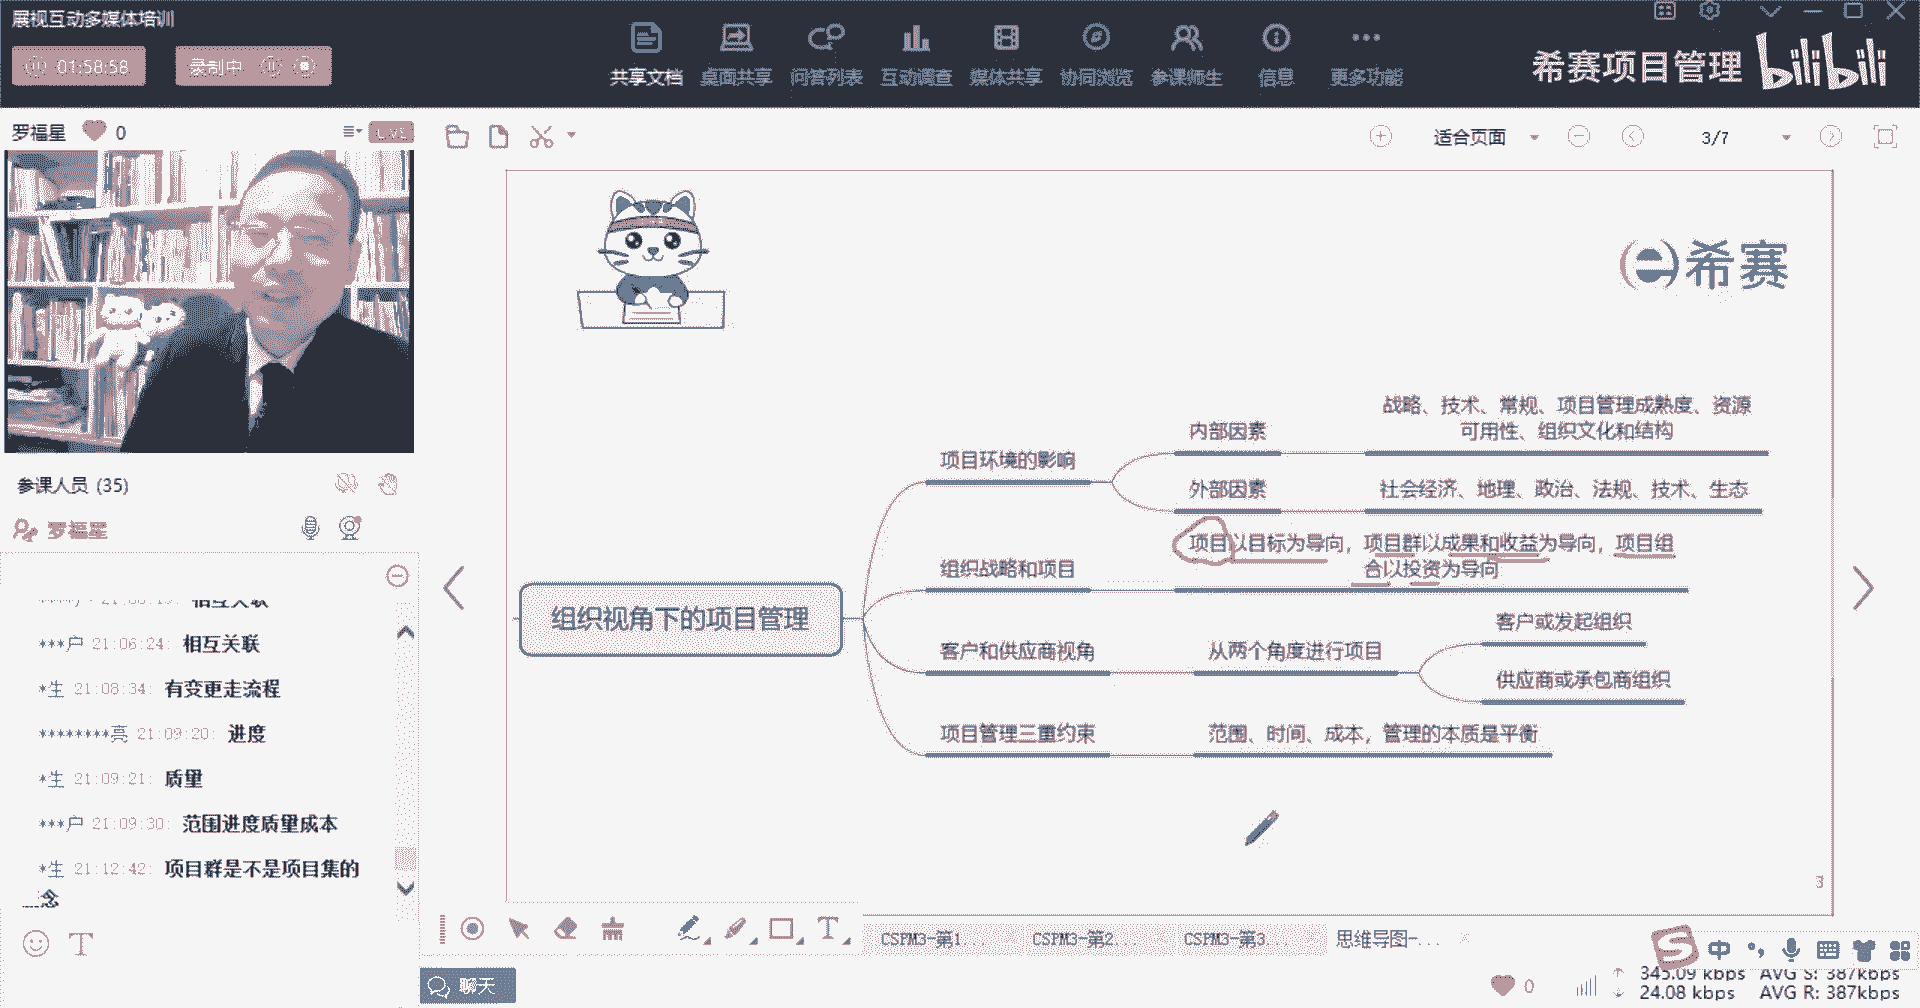 展视互动多媒体培训
01:58:58
录制中
共享文档
桌面共享
问答列表
互动调查
媒体共享
协同浏览
参课师生
信息
更多功能
希赛项目管理
bilibili
罗福星
0
LIVE
适合页面
3/7
参课人员 (35)
罗福星
相互关联
***户 21:06:24: 相互关联
*生 21:08:34: 有变更走流程
********亮 21:09:20: 进度
*生 21:09:21: 质量
***户 21:09:30: 范围进度质量成本
*生 21:12:42: 项目群是不是项目集的
念
希赛
组织视角下的项目管理
项目环境的影响
内部因素
战略、技术、常规、项目管理成熟度、资源
可用性、组织文化和结构
外部因素
社会经济、地理、政治、法规、技术、生态
组织战略和项目
项目以目标为导向，项目群以成果和收益为导向，项目组
合以投资为导向
客户和供应商视角
从两个角度进行项目
客户或发起组织
供应商或承包商组织
项目管理三重约束
范围、时间、成本，管理的本质是平衡
3
T
T
CSPM3-第1...
CSPM3-第2...
CSPM3-第3...
思维导图-...
聊天
S
中
0
345.09 kbps AVG S: 387kbps
24.08 kbps AVG R: 387kbps